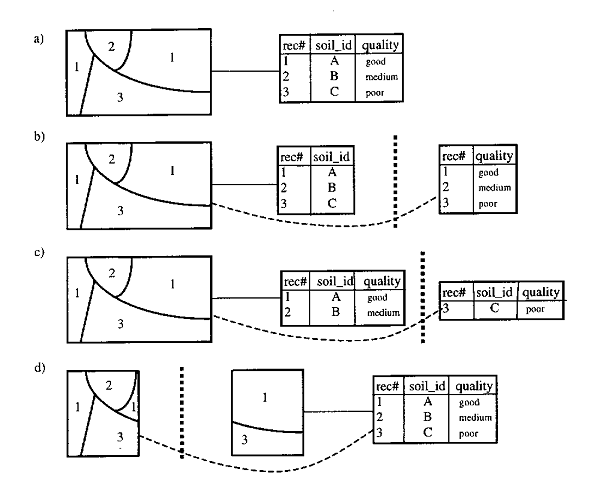 a)
2
1
1
3
rec# soil_id quality
1 A good
2 B medium
3 C poor
b)
2
1
1
3
rec# soil_id
1 A
2 B
3 C
rec# quality
1 good
2 medium
3 poor
c)
2
1
1
3
rec# soil_id quality
1 A good
2 B medium
rec# soil_id quality
3 C poor
d)
2
1
1
3
1
3
rec# soil_id quality
1 A good
2 B medium
3 C poor